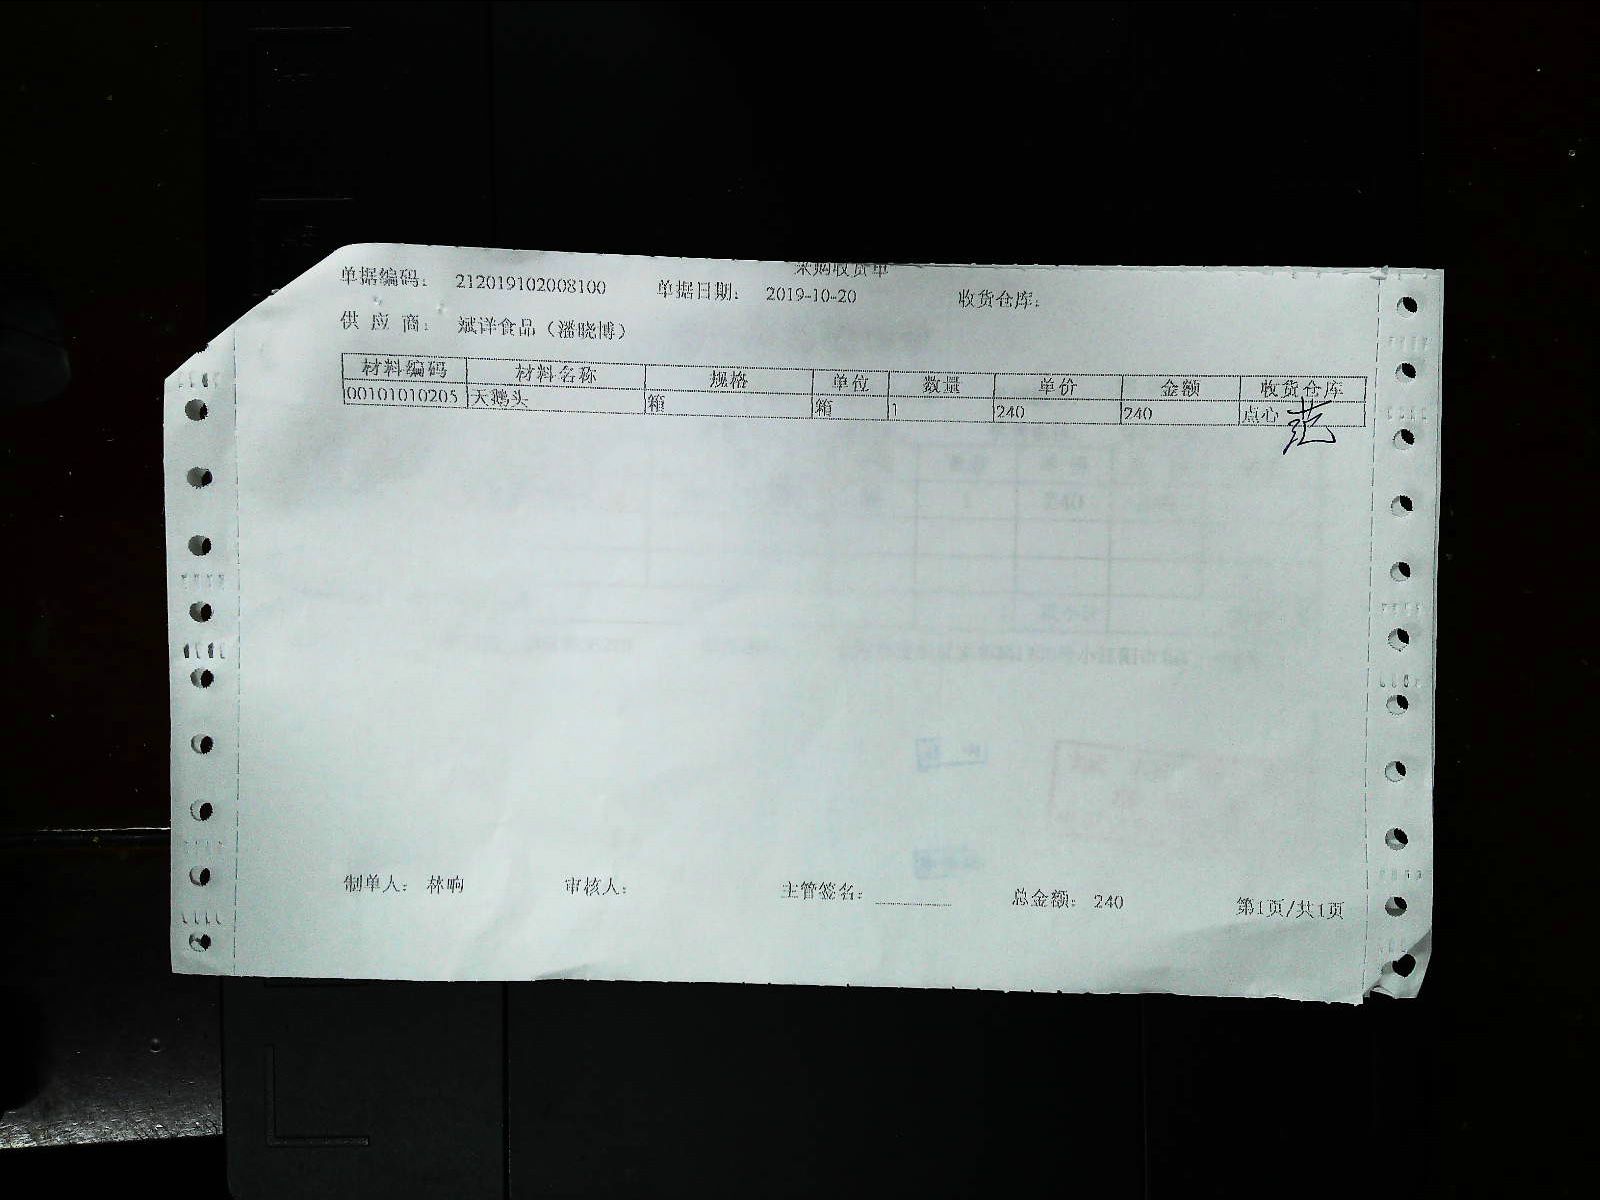 采购收货单
单据编码： 212019102008100 单据日期： 2019-10-20 收货仓库：
供 应 商： 斌洋食品（潘晓博）
材料编码 材料名称 规格 单位 数量 单价 金额 收货仓库
00101010205 天鹅头 箱 箱 1 240 240 点心
制单人： 林响 审核人： 主管签名： 总金额： 240 第1页/共1页